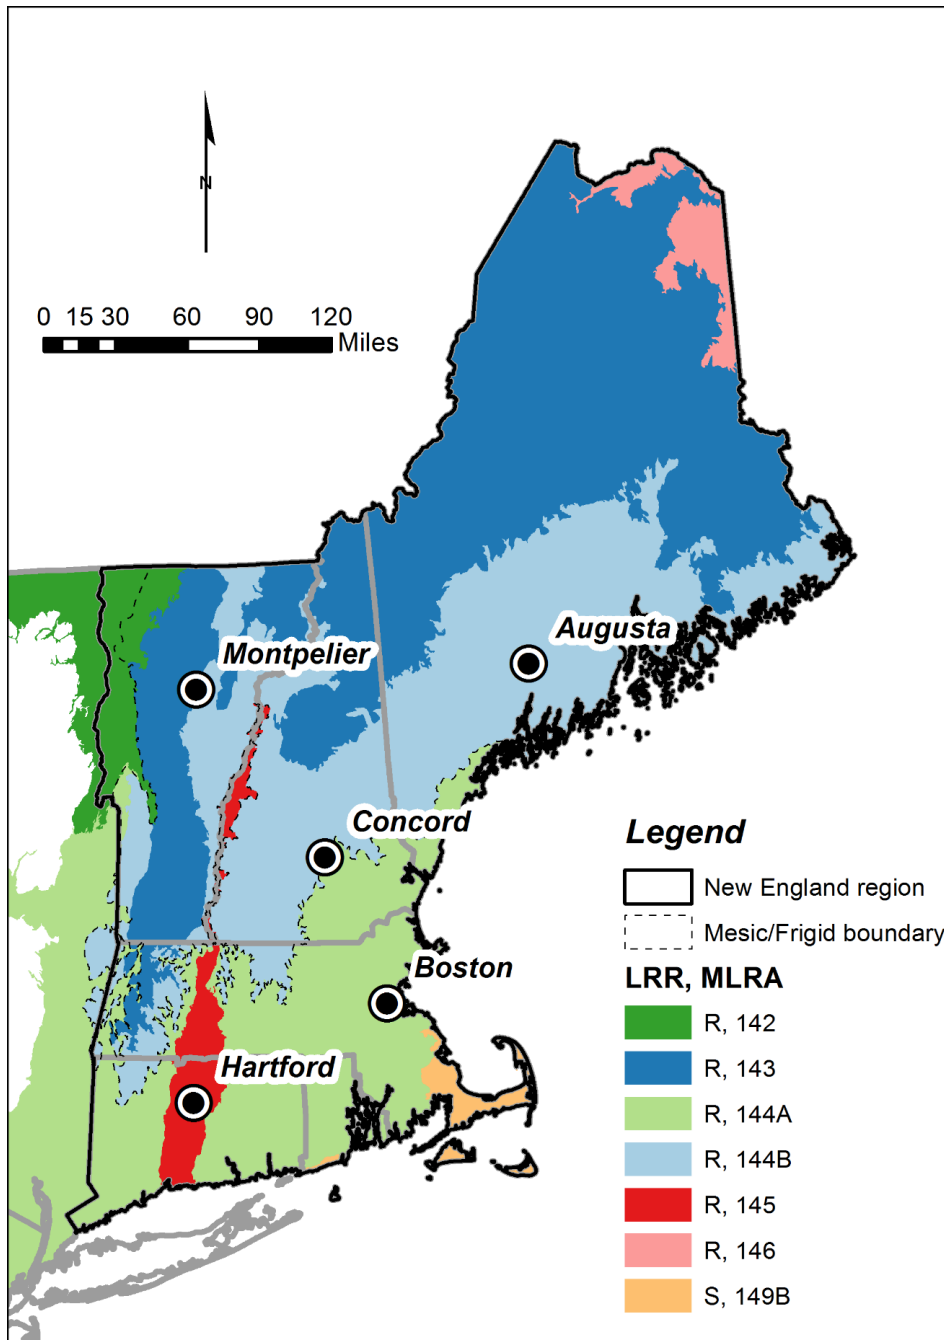 N
0 15 30 60 90 120
Miles
Augusta
Montpelier
Concord
Boston
Hartford
Legend
New England region
Mesic/Frigid boundary
LRR, MLRA
R, 142
R, 143
R, 144A
R, 144B
R, 145
R, 146
S, 149B